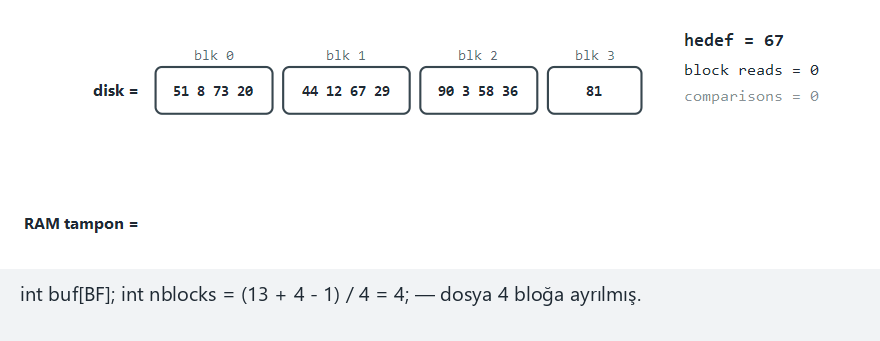 blk 0 blk 1 blk 2 blk 3
disk = 51 8 73 20 44 12 67 29 90 3 58 36 81
hedef = 67
block reads = 0
comparisons = 0
RAM tampon =
int buf[BF]; int nblocks = (13 + 4 - 1) / 4 = 4; — dosya 4 bloğa ayrılmış.